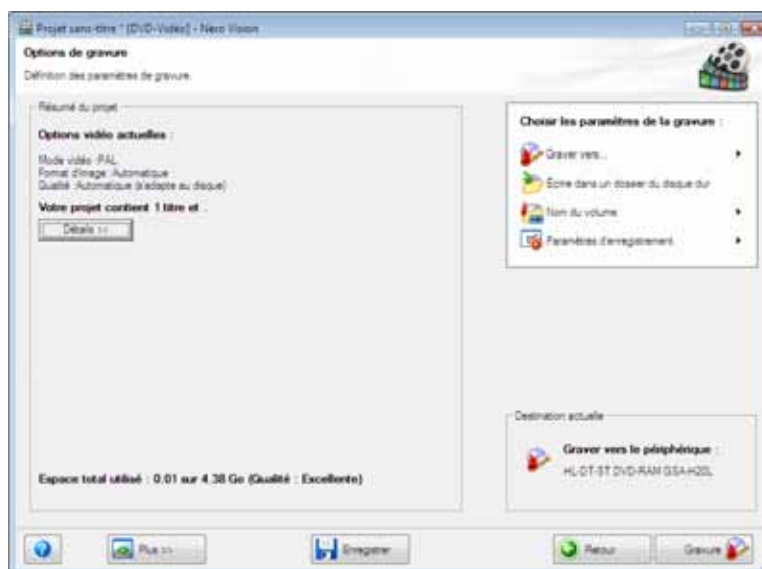 Projet sans-titre * [DVD-Vidéo] - Nero Vision
Options de gravure
Définition des paramètres de gravure.
Résumé du projet
Options vidéo actuelles :
Mode vidéo :PAL
Format d'image :Automatique
Qualité :Automatique (s'adapte au disque)
Votre projet contient 1 titre et .
Détails >>
Espace total utilisé : 0.01 sur 4.38 Go (Qualité : Excellente)
Choisir les paramètres de la gravure :
Graver vers...
Écrire dans un dossier du disque dur
Nom du volume
Paramètres d'enregistrement
Destination actuelle
Graver vers le périphérique :
HL-DT-ST DVD-RAM GSA-H20L
Plus >>
Enregistrer
Retour
Gravure